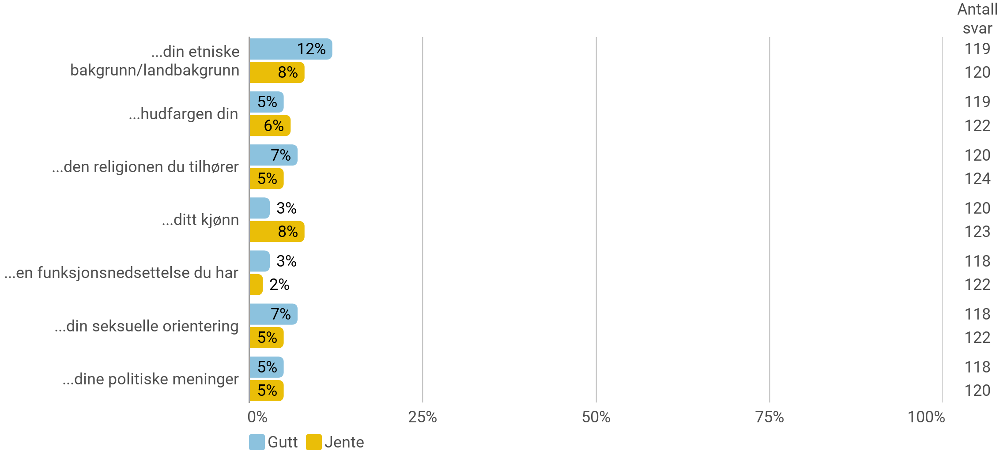 Antall
svar
...din etniske
bakgrunn/landbakgrunn
12%
119
8%
120
...hudfargen din
5%
119
6%
122
...den religionen du tilhører
7%
120
5%
124
...ditt kjønn
3%
120
8%
123
...en funksjonsnedsettelse du har
3%
118
2%
122
...din seksuelle orientering
7%
118
5%
122
...dine politiske meninger
5%
118
5%
120
0% 25% 50% 75% 100%
Gutt Jente